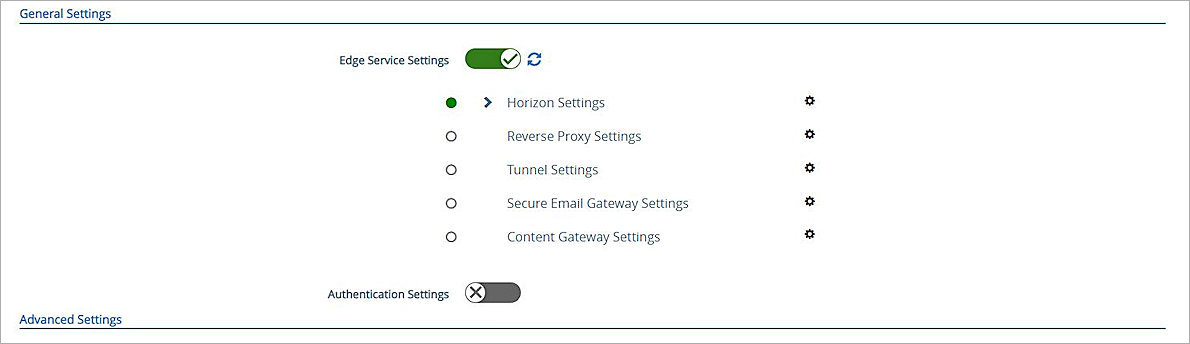 General Settings
Edge Service Settings
Horizon Settings
Reverse Proxy Settings
Tunnel Settings
Secure Email Gateway Settings
Content Gateway Settings
Authentication Settings
Advanced Settings